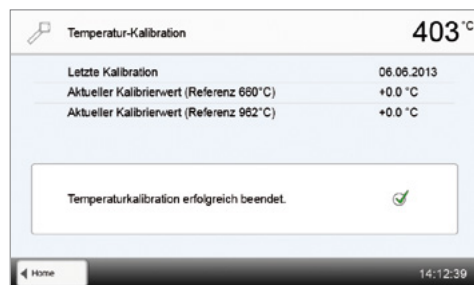 Temperatur-Kalibration 403 °C
Letzte Kalibration 06.06.2013
Aktueller Kalibrierwert (Referenz 660°C) +0.0 °C
Aktueller Kalibrierwert (Referenz 962°C) +0.0 °C
Temperaturkalibration erfolgreich beendet.
Home 14:12:39